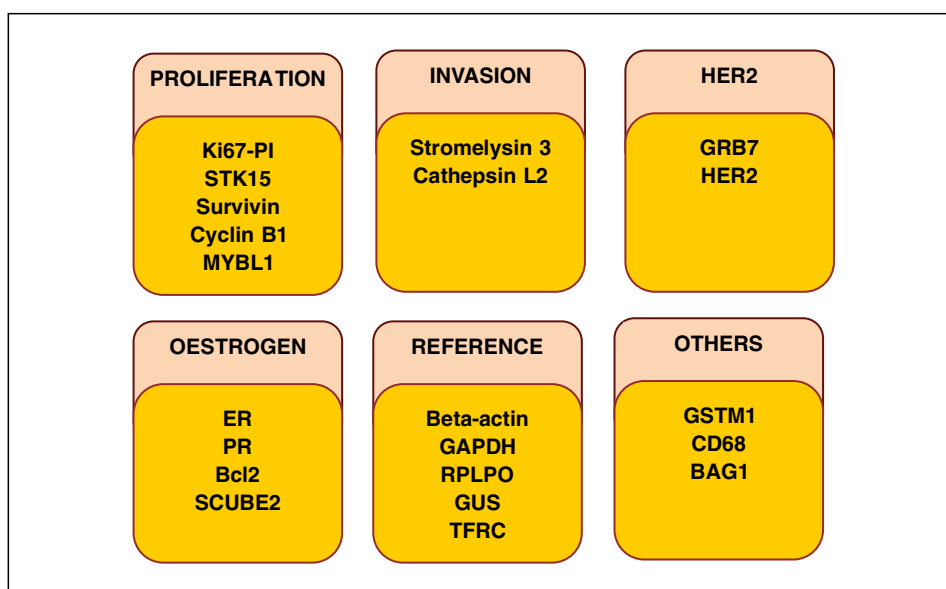 PROLIFERATION
Ki67-PI
STK15
Survivin
Cyclin B1
MYBL1
INVASION
Stromelysin 3
Cathepsin L2
HER2
GRB7
HER2
OESTROGEN
ER
PR
Bcl2
SCUBE2
REFERENCE
Beta-actin
GAPDH
RPLPO
GUS
TFRC
OTHERS
GSTM1
CD68
BAG1